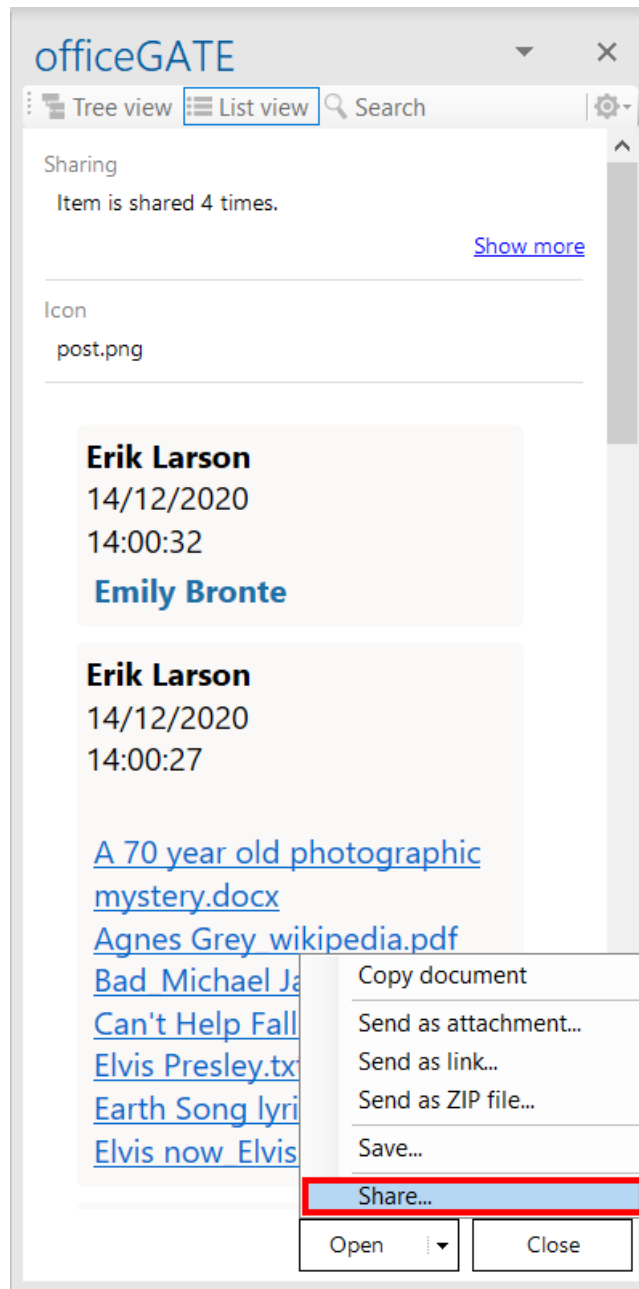 officeGATE
Tree view List view Search
Sharing
Item is shared 4 times.
Show more
Icon
post.png
Erik Larson
14/12/2020
14:00:32
Emily Bronte
Erik Larson
14/12/2020
14:00:27
A 70 year old photographic
mystery.docx
Agnes Grey_wikipedia.pdf
Bad_Michael
Can't Help Fall
Elvis Presley.tx
Earth Song lyri
Elvis now_Elvis
Copy document
Send as attachment...
Send as link...
Send as ZIP file...
Save...
Share...
Open Close